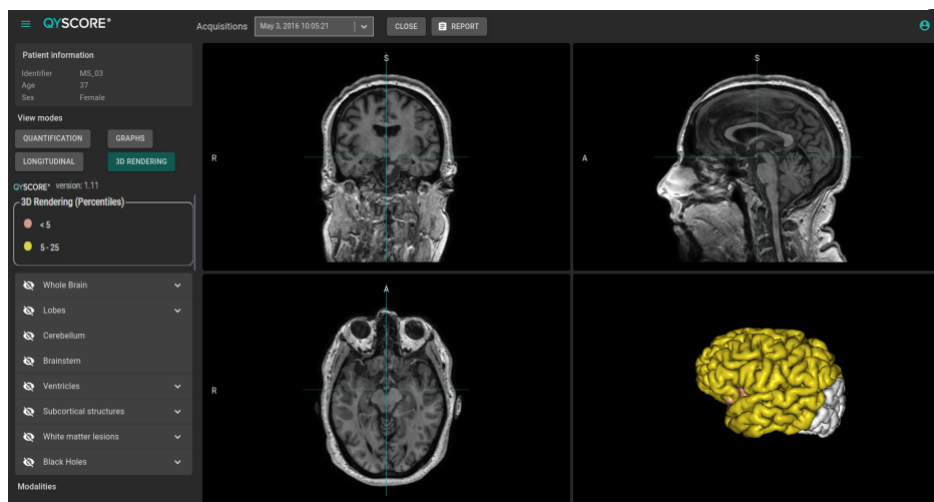 QYSCORE®
Acquisitions
May 3, 2016 10:05:21
CLOSE
REPORT
Patient information
Identifier MS_03
Age 37
Sex Female
View modes
QUANTIFICATION
GRAPHS
LONGITUDINAL
3D RENDERING
QYSCORE® version: 1.11
3D Rendering (Percentiles)
< 5
5 - 25
Whole Brain
Lobes
Cerebellum
Brainstem
Ventricles
Subcortical structures
White matter lesions
Black Holes
Modalities
S
R
S
A
A
R